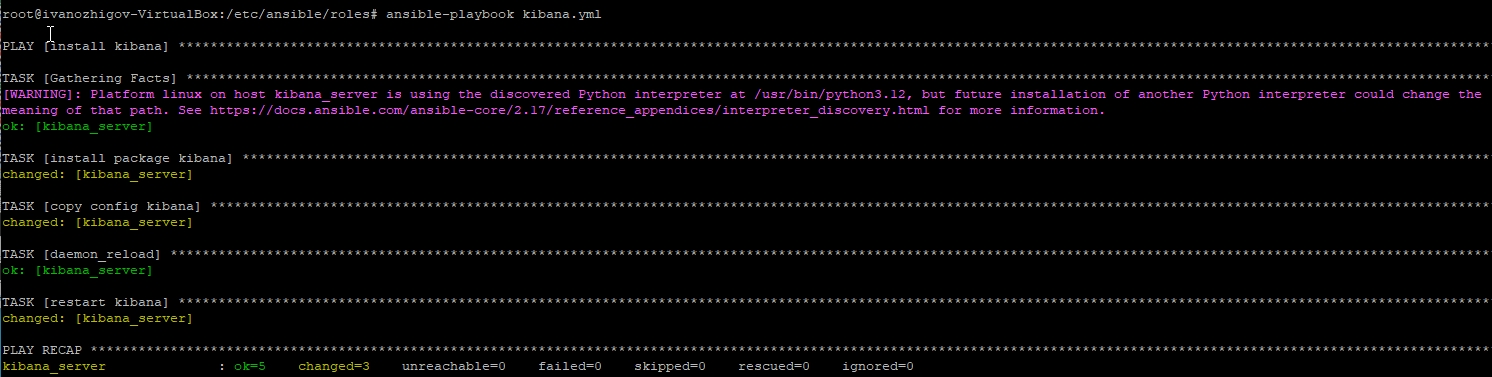 root@ivanozhigov-VirtualBox:/etc/ansible/roles# ansible-playbook kibana.yml
PLAY [install kibana] ********************************************************************************************************************************************************************
TASK [Gathering Facts] *******************************************************************************************************************************************************************
[WARNING]: Platform linux on host kibana_server is using the discovered Python interpreter at /usr/bin/python3.12, but future installation of another Python interpreter could change the
meaning of that path. See https://docs.ansible.com/ansible-core/2.17/reference_appendices/interpreter_discovery.html for more information.
ok: [kibana_server]
TASK [install package kibana] ************************************************************************************************************************************************************
changed: [kibana_server]
TASK [copy config kibana] ****************************************************************************************************************************************************************
changed: [kibana_server]
TASK [daemon_reload] *********************************************************************************************************************************************************************
ok: [kibana_server]
TASK [restart kibana] ********************************************************************************************************************************************************************
changed: [kibana_server]
PLAY RECAP *******************************************************************************************************************************************************************************
kibana_server              : ok=5    changed=3    unreachable=0    failed=0    skipped=0    rescued=0    ignored=0